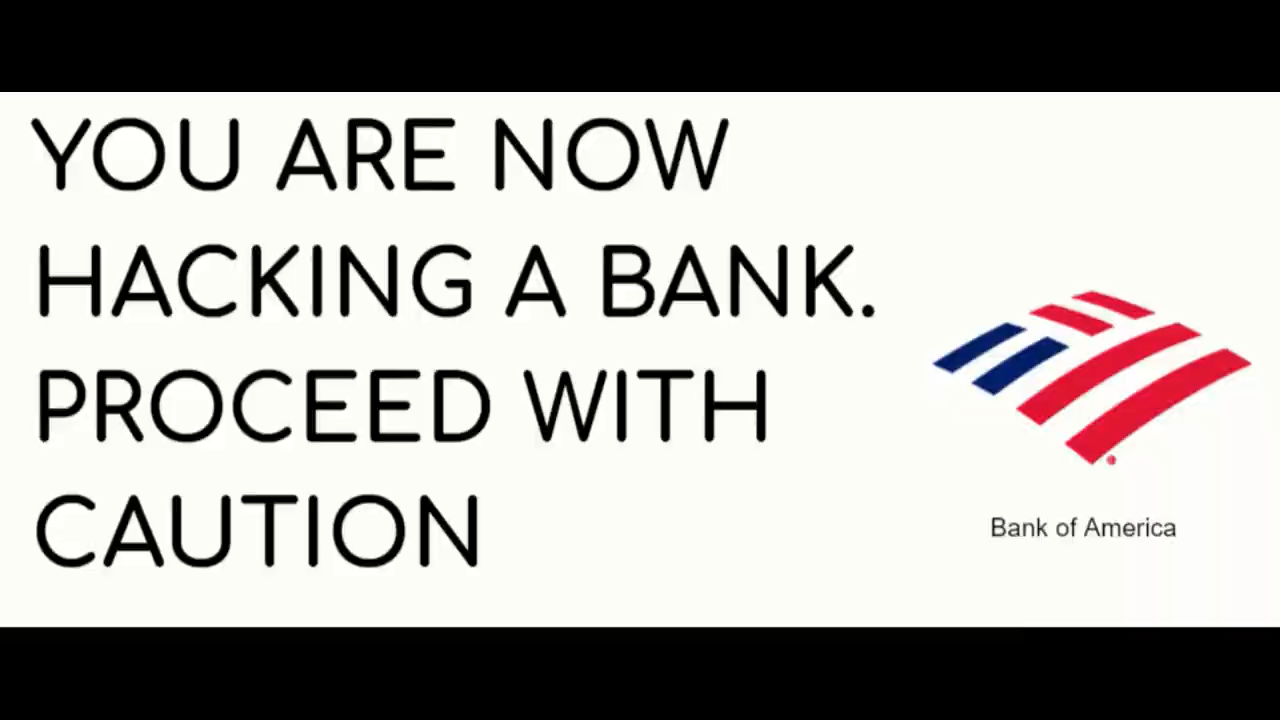 YOU ARE NOW
HACKING A BANK.
PROCEED WITH
CAUTION
Bank of America